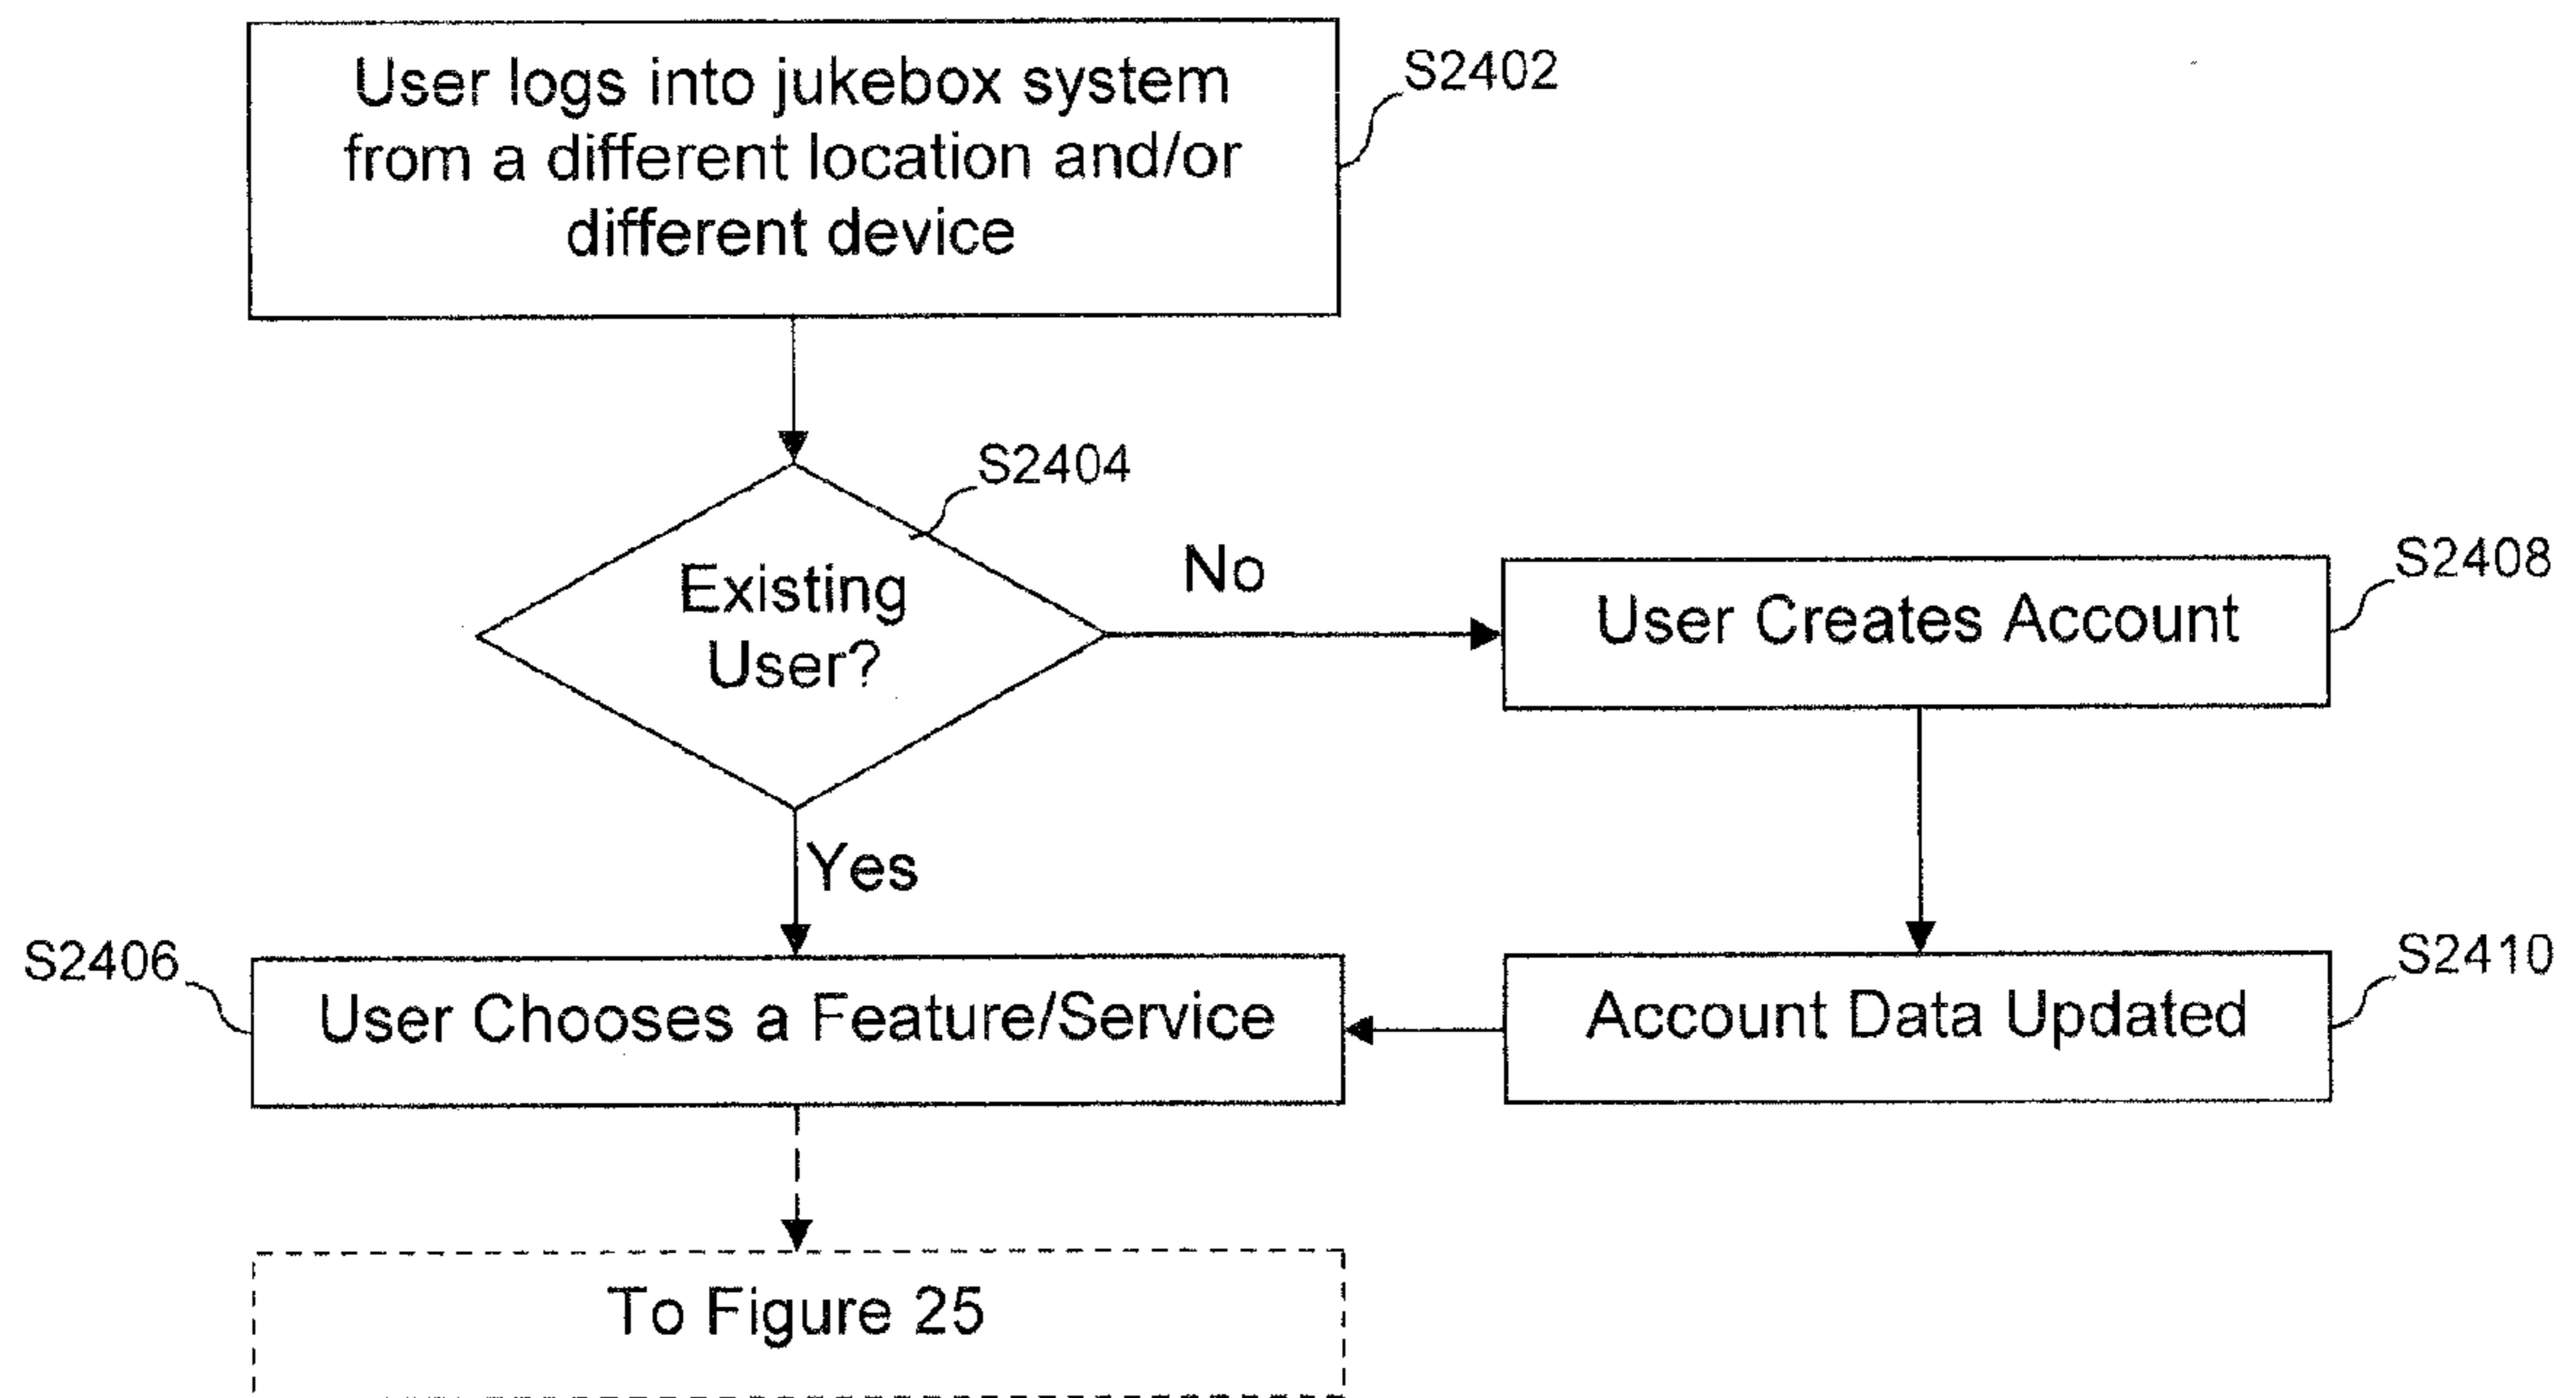 User logs into jukebox system
from a different location and/or
different device
S2402
S2404
Existing
User?
No
User Creates Account
S2408
Yes
S2406
User Chooses a Feature/Service
Account Data Updated
S2410
To Figure 25